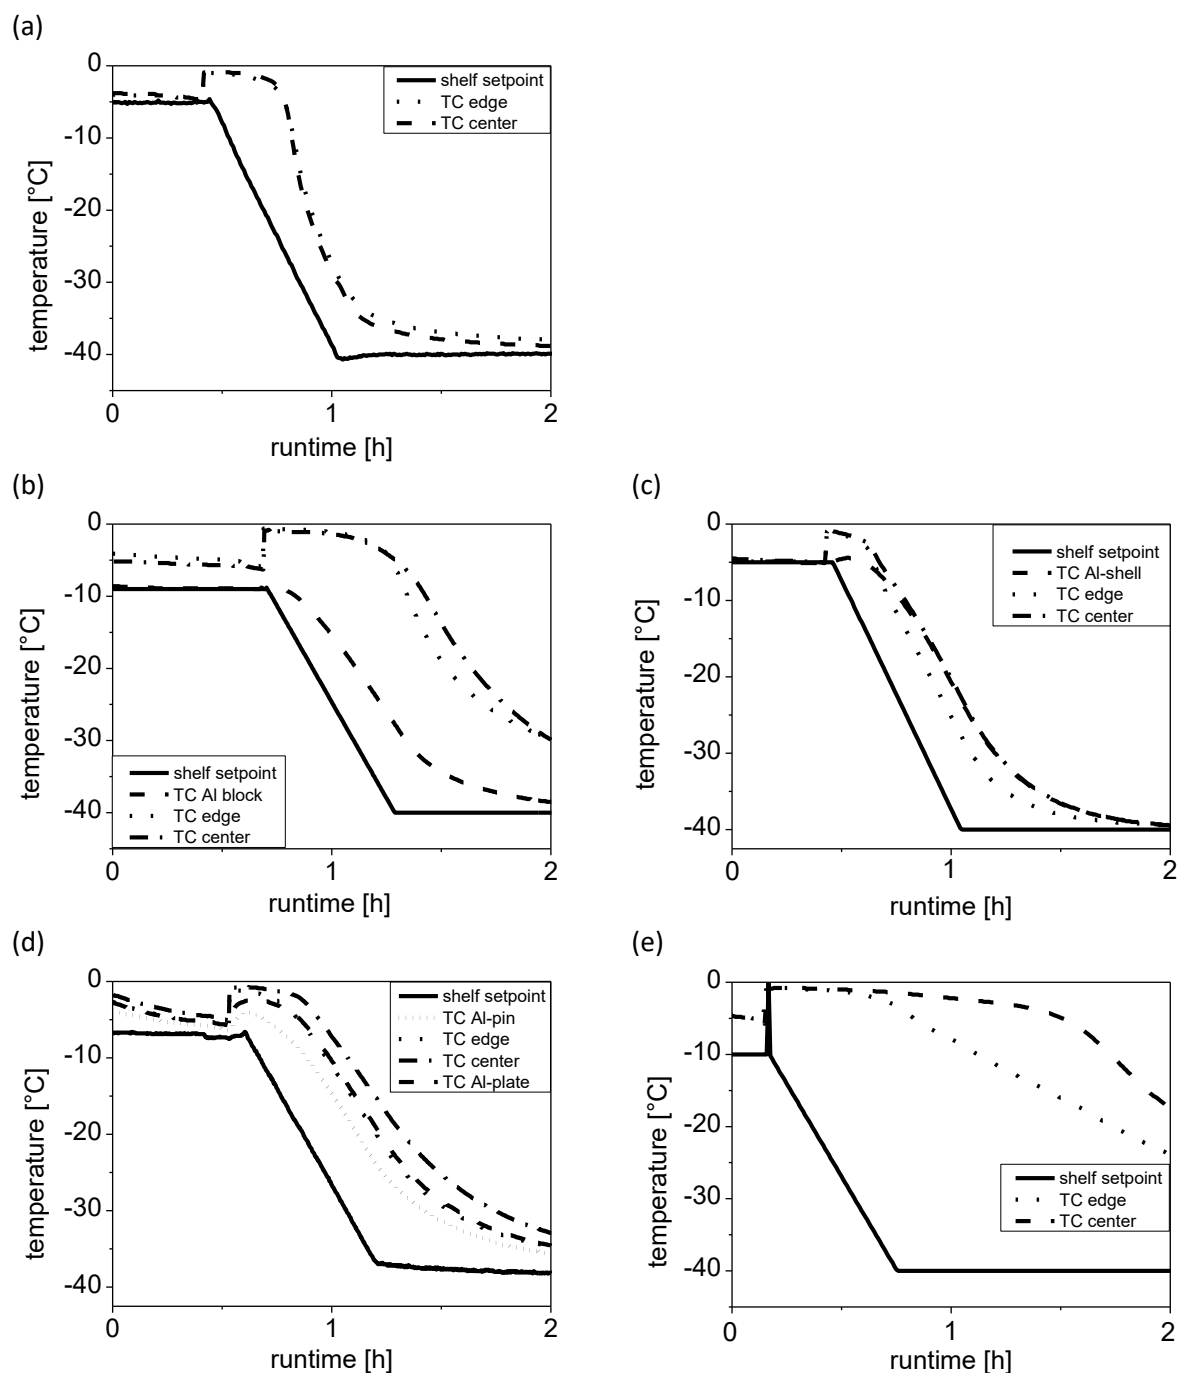 (a)
temperature [°C]
0
-10
-20
-30
-40
shelf setpoint
TC edge
TC center
0
1
2
runtime [h]
(b)
temperature [°C]
0
-10
-20
-30
-40
shelf setpoint
TC Al block
TC edge
TC center
0
1
2
runtime [h]
(c)
temperature [°C]
0
-10
-20
-30
-40
shelf setpoint
TC Al-shell
TC edge
TC center
0
1
2
runtime [h]
(d)
temperature [°C]
0
-10
-20
-30
-40
shelf setpoint
TC Al-pin
TC edge
TC center
TC Al-plate
0
1
2
runtime [h]
(e)
temperature [°C]
0
-10
-20
-30
-40
shelf setpoint
TC edge
TC center
0
1
2
runtime [h]